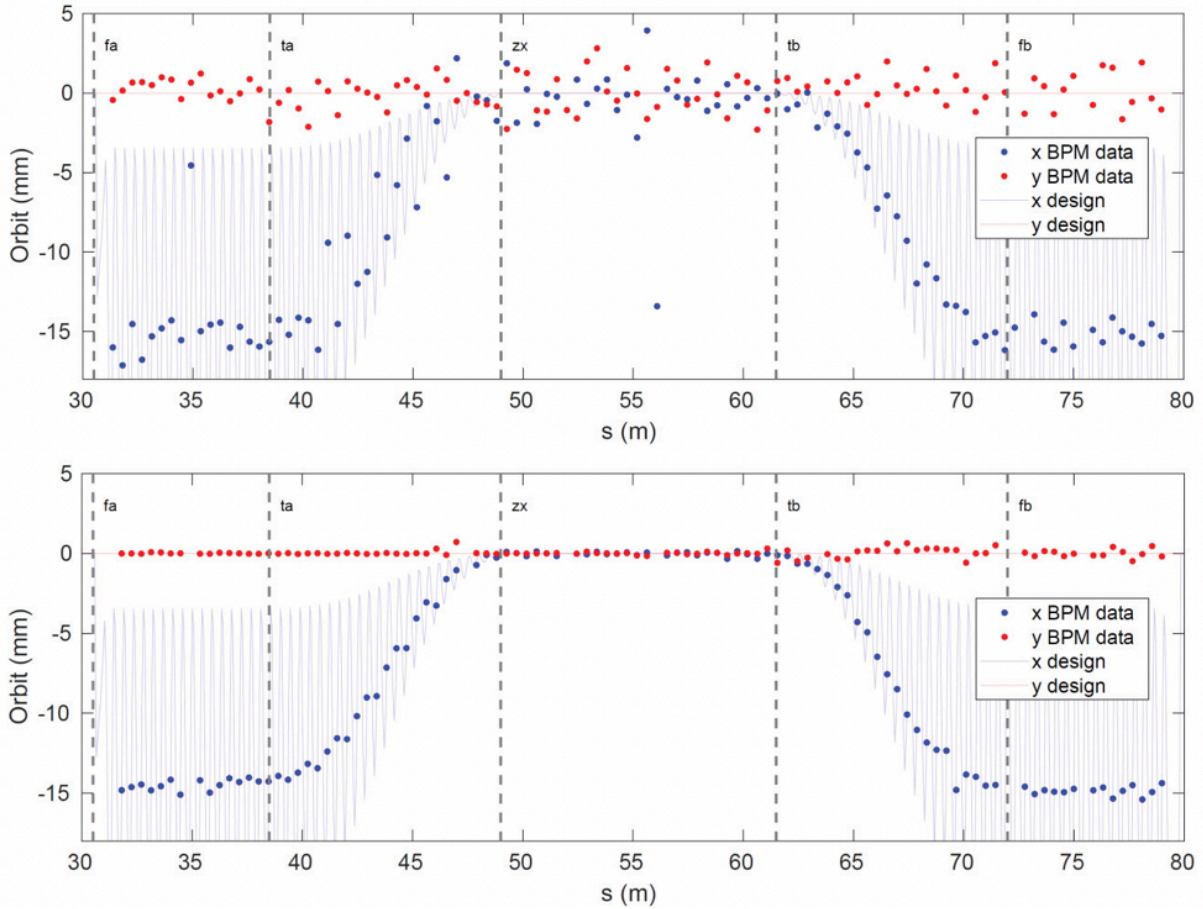 5
0
-5
-10
-15
Orbit (mm)
fa ta zx tb fb
x BPM data
y BPM data
x design
y design
30 35 40 45 50 55 60 65 70 75 80
s (m)
5
0
-5
-10
-15
Orbit (mm)
fa ta zx tb fb
x BPM data
y BPM data
x design
y design
30 35 40 45 50 55 60 65 70 75 80
s (m)